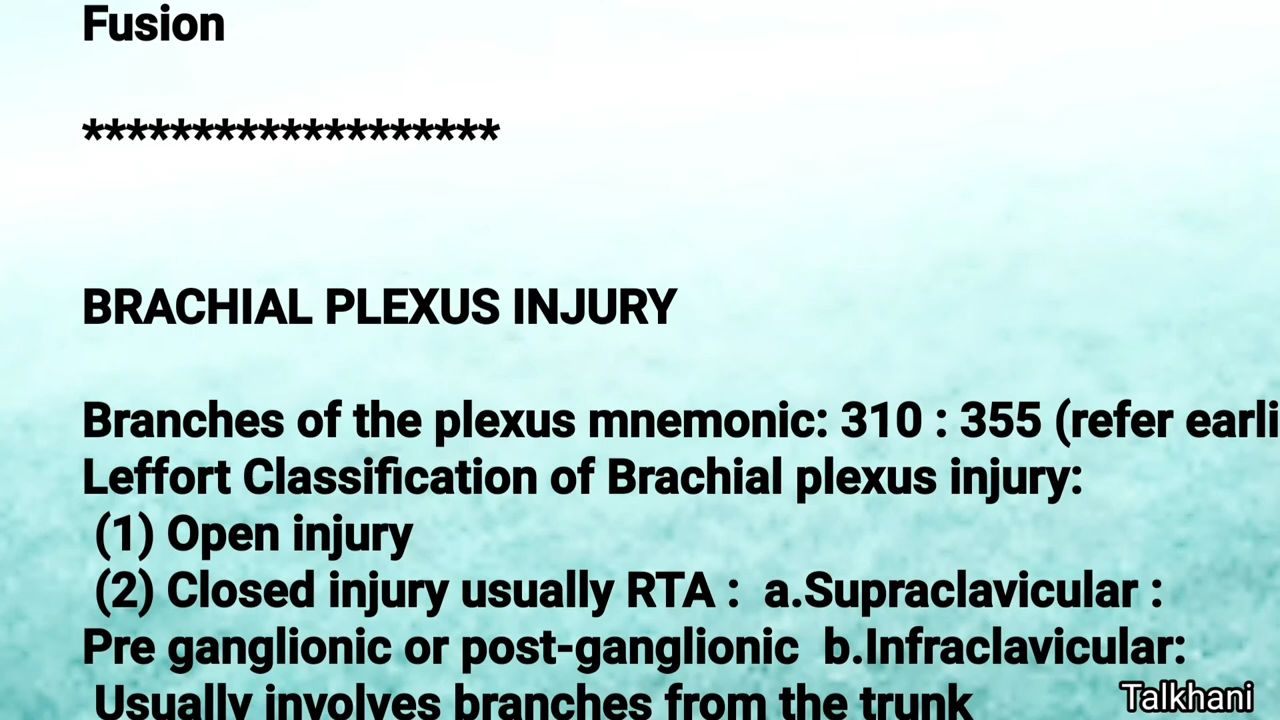 Fusion
*******************
BRACHIAL PLEXUS INJURY
Branches of the plexus mnemonic: 310 : 355 (refer earli
Leffort Classification of Brachial plexus injury:
(1) Open injury
(2) Closed injury usually RTA :  a.Supraclavicular :
Pre ganglionic or post-ganglionic  b.Infraclavicular:
Usually involves branches from the trunk
Talkhani